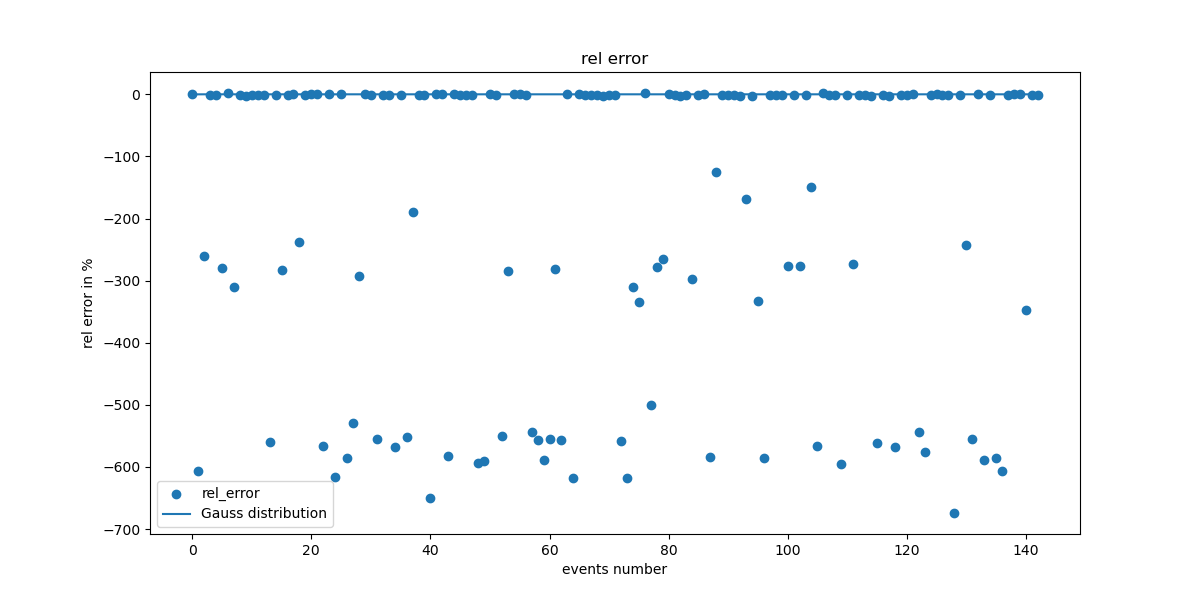 rel error
rel error in %
0
−100
−200
−300
−400
−500
−600
−700
rel_error
Gauss distribution
0 20 40 60 80 100 120 140
events number